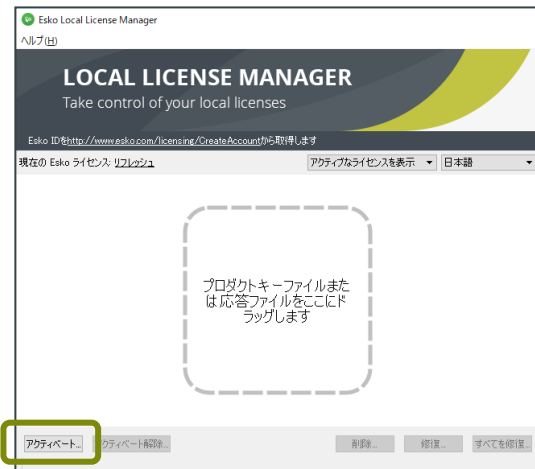 Esko Local License Manager
ヘルプ(H)
LOCAL LICENSE MANAGER
Take control of your local licenses
Esko IDをhttp://www.esko.com/licensing/CreateAccountから取得します
現在の Esko ライセンス: リフレッシュ アクティブなライセンスを表示 日本語
プロダクトキーファイルまた
は応答ファイルをここにド
ラッグします
アクティベート... アクティベート解除... 削除... 修復... すべてを修復...